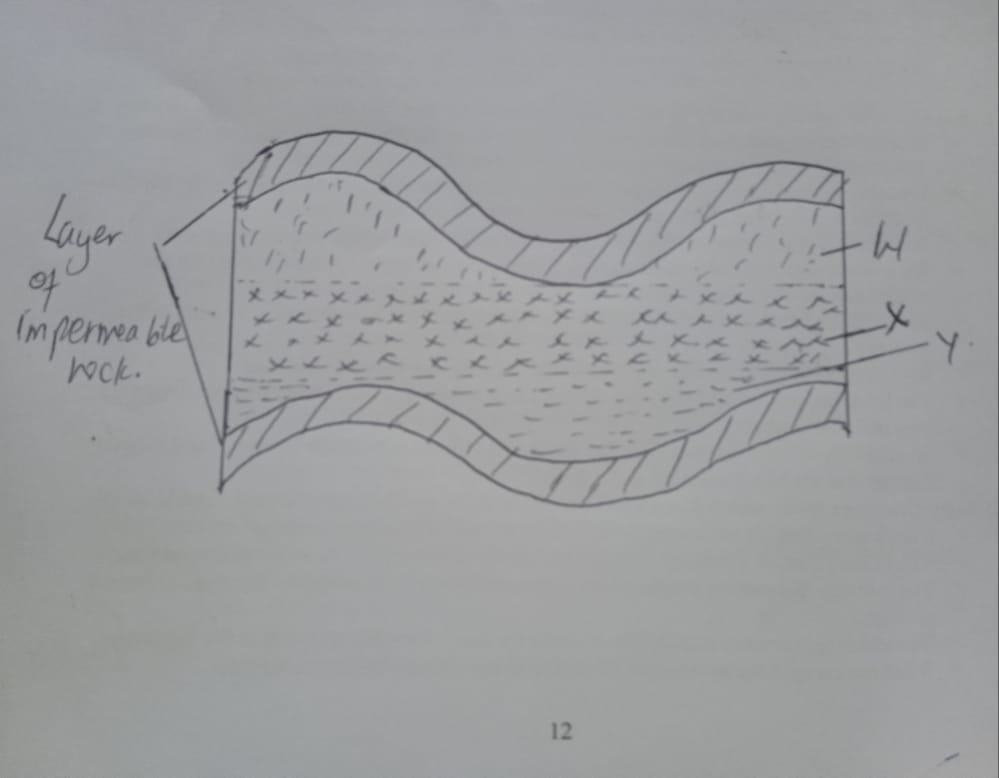 Layer
of
impermeable
rock.
W
X
Y.
12